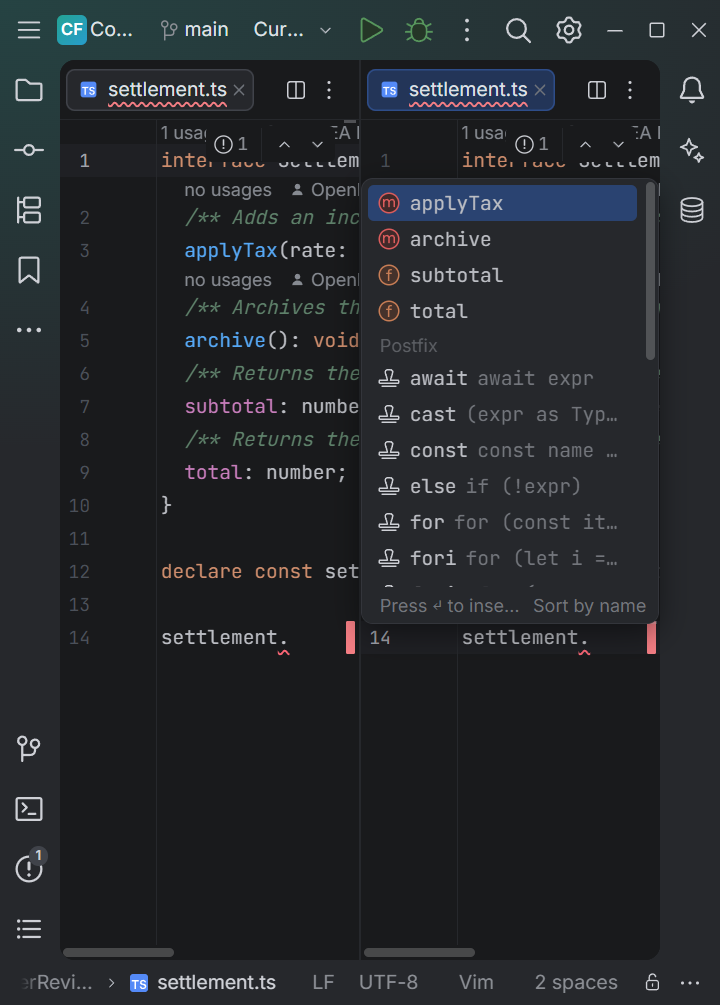 CF Co... main Cur...
settlement.ts
1 usag
1
1 interface Settlem
no usages
2 /** Adds an inc
3 applyTax(rate:
no usages
4 /** Archives th
5 archive(): void
6 /** Returns the
7 subtotal: numbe
8 /** Returns the
9 total: number;
10 }
11
12 declare const set
13
14 settlement.
settlement.ts
1 usag
1
1 interface Settlem
m applyTax
m archive
f subtotal
f total
Postfix
await await expr
cast (expr as Typ...
const const name ...
else if (!expr)
for for (const it...
fori for (let i =...
Press ↵ to inse... Sort by name
14 settlement.
1
erRevi... › TS settlement.ts LF UTF-8 Vim 2 spaces